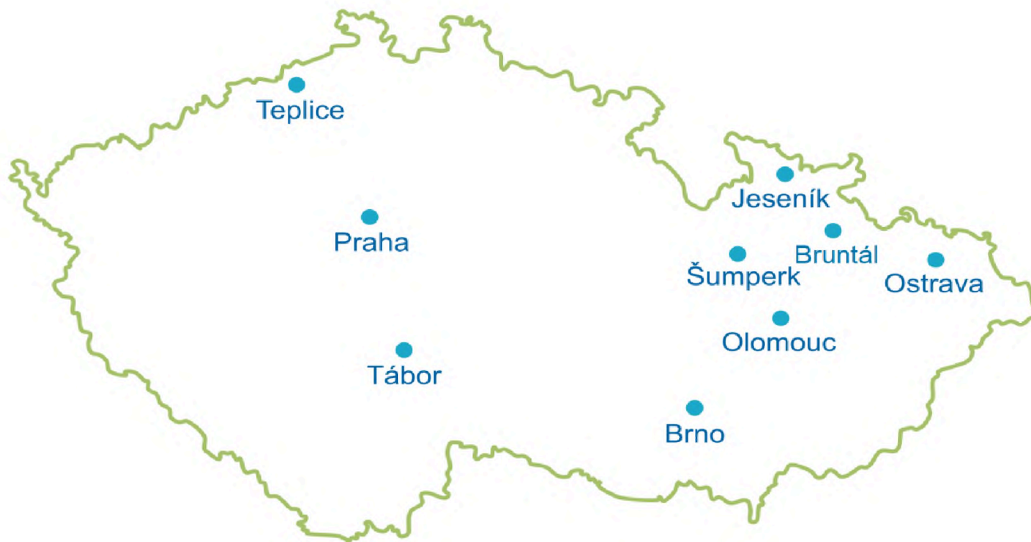 Teplice
Jeseník
Praha
Bruntál
Šumperk
Ostrava
Olomouc
Tábor
Brno